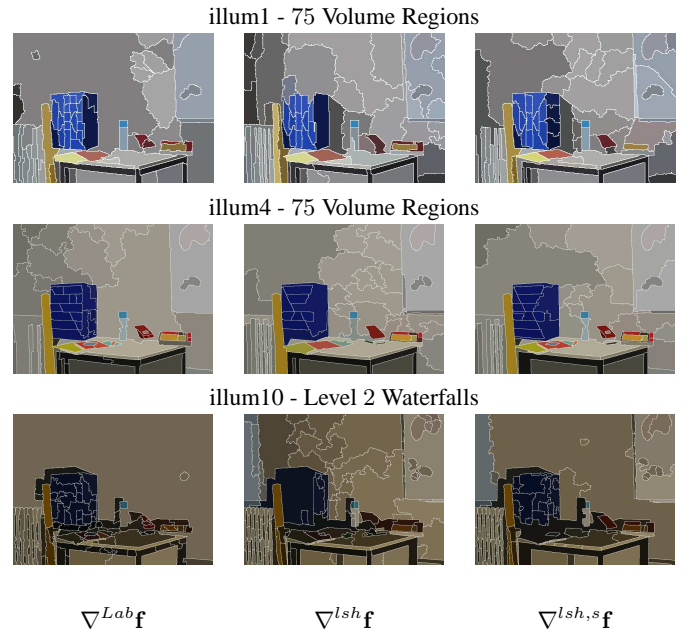 illum1 - 75 Volume Regions
illum4 - 75 Volume Regions
illum10 - Level 2 Waterfalls
∇^{Lab}f ∇^{lsh}f ∇^{lsh,s}f